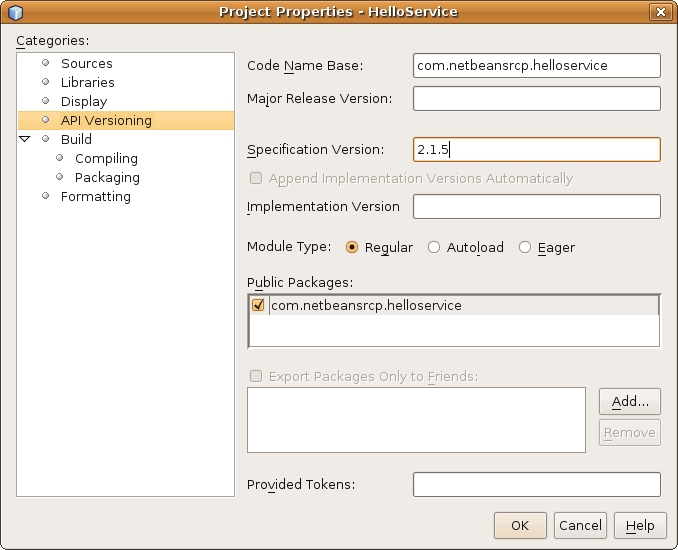 Project Properties - HelloService
Categories:
Sources
Libraries
Display
API Versioning
Build
Compiling
Packaging
Formatting
Code Name Base: com.netbeansrcp.helloservice
Major Release Version:
Specification Version: 2.1.5
Append Implementation Versions Automatically
Implementation Version
Module Type: Regular Autoload Eager
Public Packages:
com.netbeansrcp.helloservice
Export Packages Only to Friends:
Add...
Remove
Provided Tokens:
OK Cancel Help